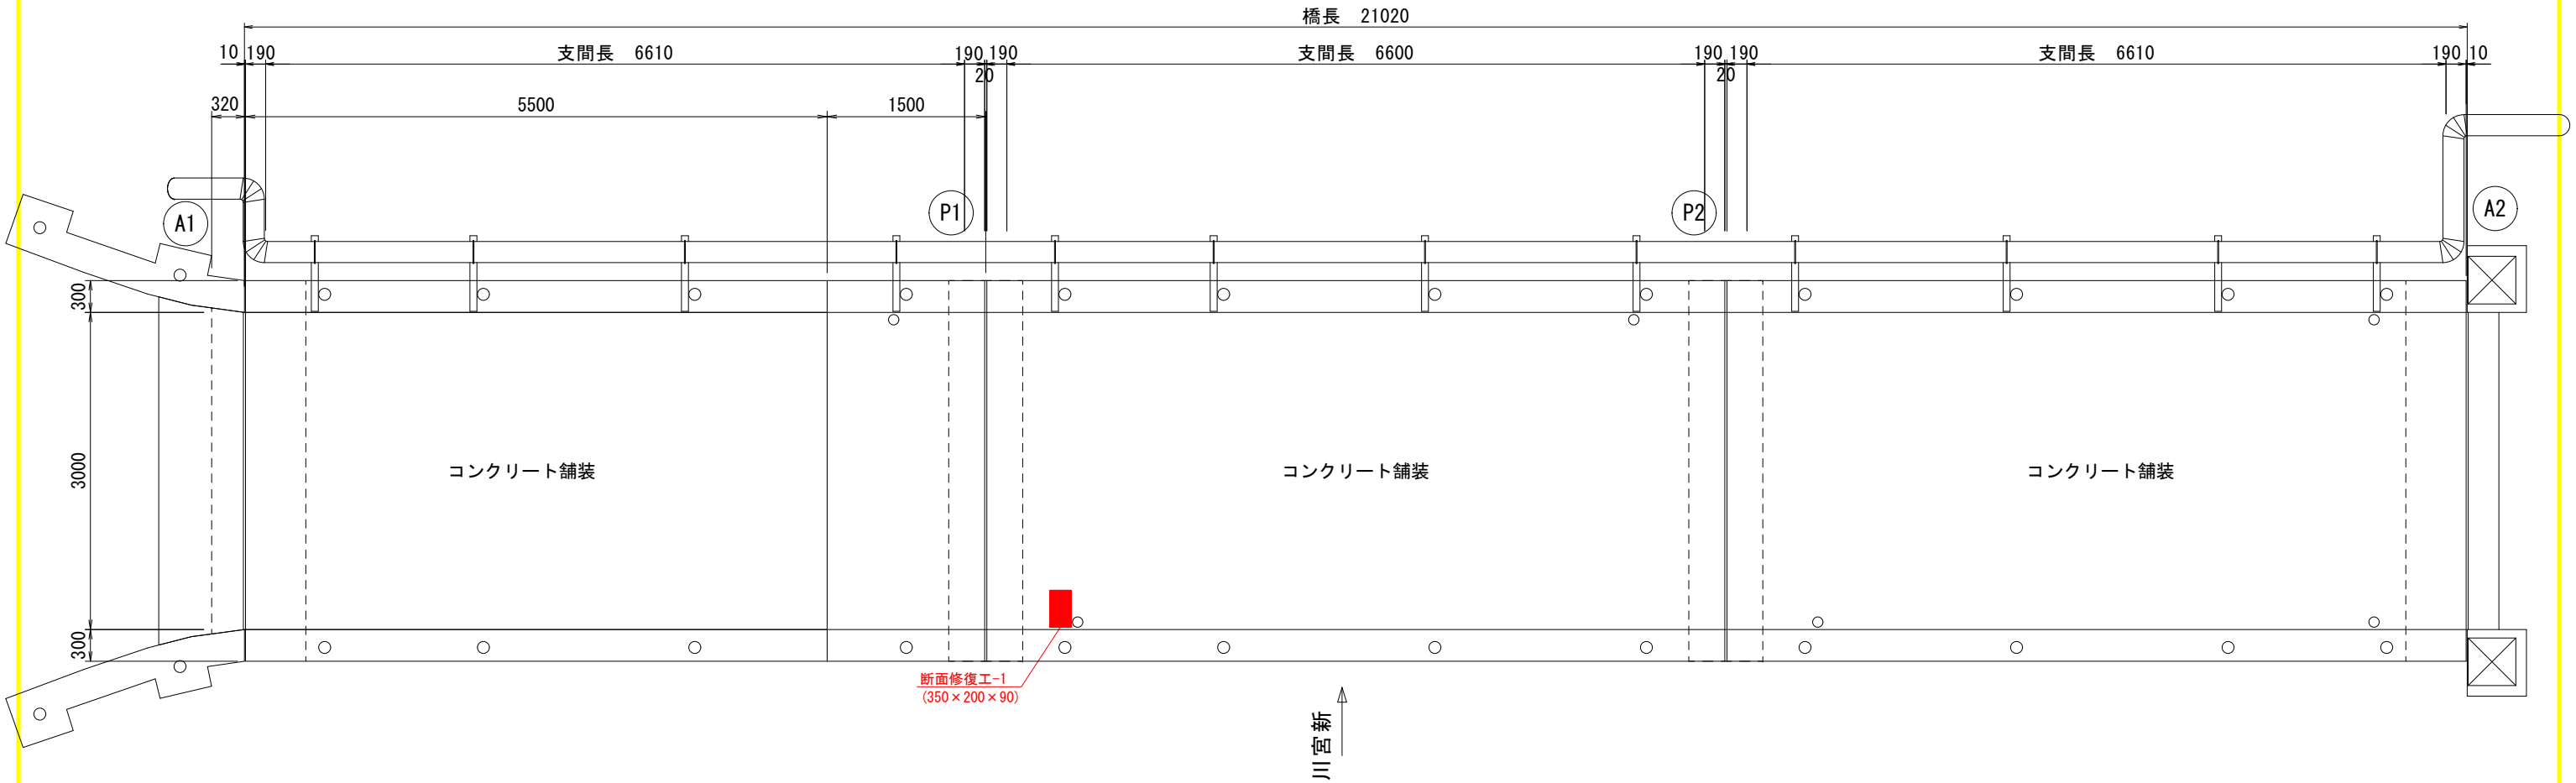 橋長 21020
10 190 支間長 6610 190 190 支間長 6600 190 190 支間長 6610 190 10
20 20
320 5500 1500
A1 P1 P2 A2
300
3000
300
コンクリート舗装 コンクリート舗装 コンクリート舗装
断面修復工-1
(350×200×90)
川宮新